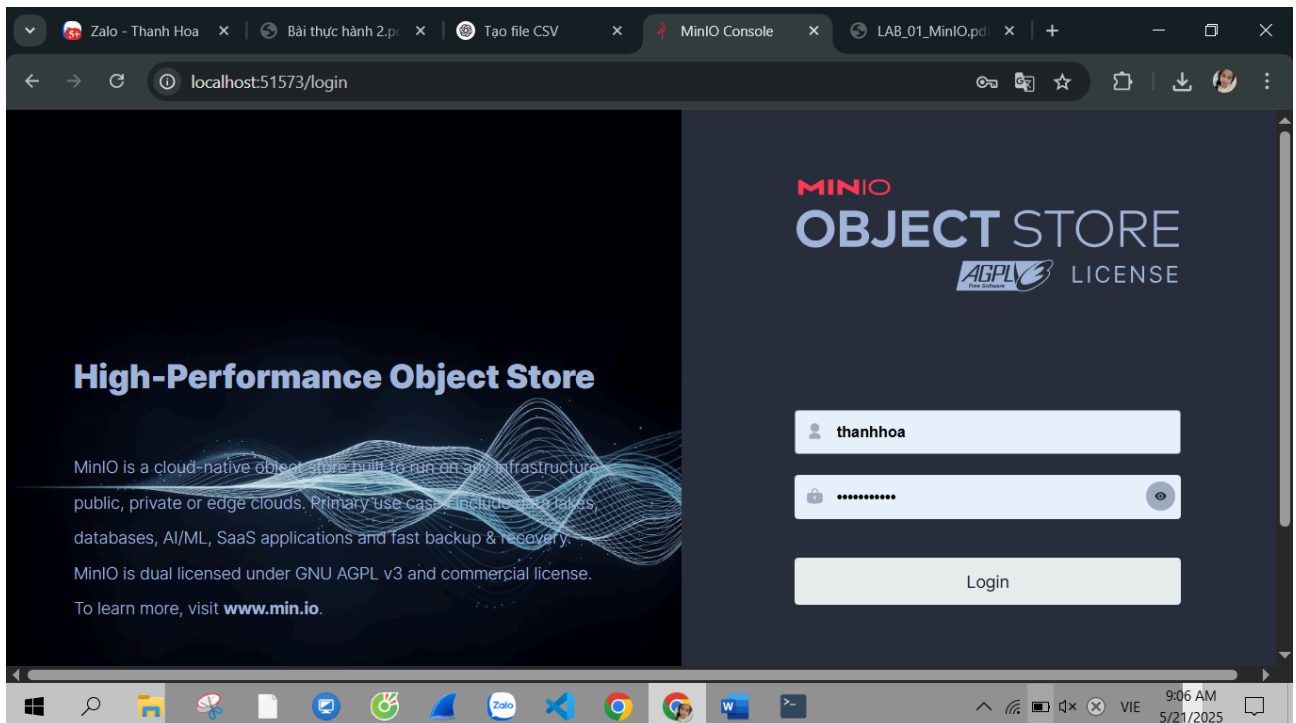 Zalo - Thanh Hoa
Bài thực hành 2.p
Tạo file CSV
MinIO Console
LAB_01_MinIO.pd
localhost:51573/login
MINIO
OBJECT STORE
AGPLV3 LICENSE
Free Software
High-Performance Object Store
MinIO is a cloud-native object store built to run on any infrastructure
public, private or edge clouds. Primary use cases include data lakes,
databases, AI/ML, SaaS applications and fast backup & recovery.
MinIO is dual licensed under GNU AGPL v3 and commercial license.
To learn more, visit www.min.io.
thanhhoa
•••••••••••
Login
Zalo
VIE
9:06 AM
5/21/2025